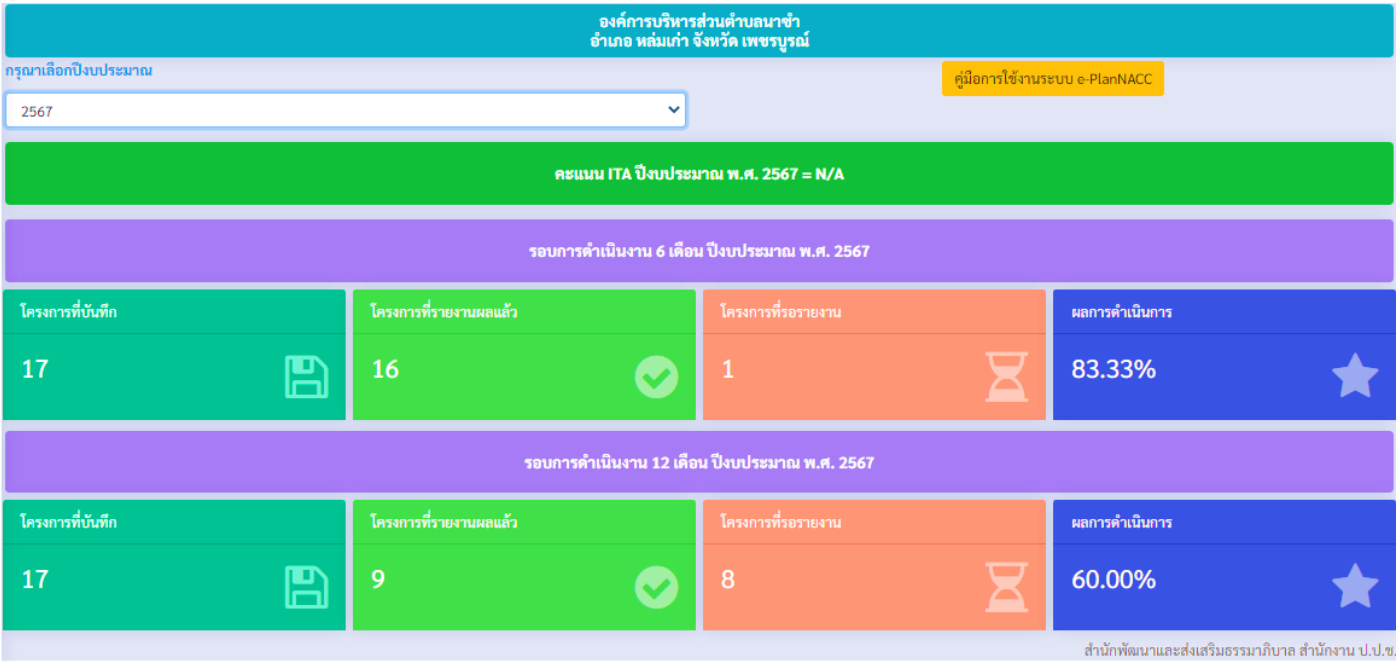 องค์การบริหารส่วนตำบลนาซำ
อำเภอ หล่มเก่า จังหวัด เพชรบูรณ์
กรุณาเลือกปีงบประมาณ
คู่มือการใช้งานระบบ e-PlanNACC
2567
คะแนน ITA ปีงบประมาณ พ.ศ. 2567 = N/A
รอบการดำเนินงาน 6 เดือน ปีงบประมาณ พ.ศ. 2567
โครงการที่บันทึก
โครงการที่รายงานผลแล้ว
โครงการที่รอรายงาน
ผลการดำเนินการ
17
16
1
83.33%
รอบการดำเนินงาน 12 เดือน ปีงบประมาณ พ.ศ. 2567
โครงการที่บันทึก
โครงการที่รายงานผลแล้ว
โครงการที่รอรายงาน
ผลการดำเนินการ
17
9
8
60.00%
สำนักพัฒนาและส่งเสริมธรรมาภิบาล สำนักงาน ป.ป.ช.